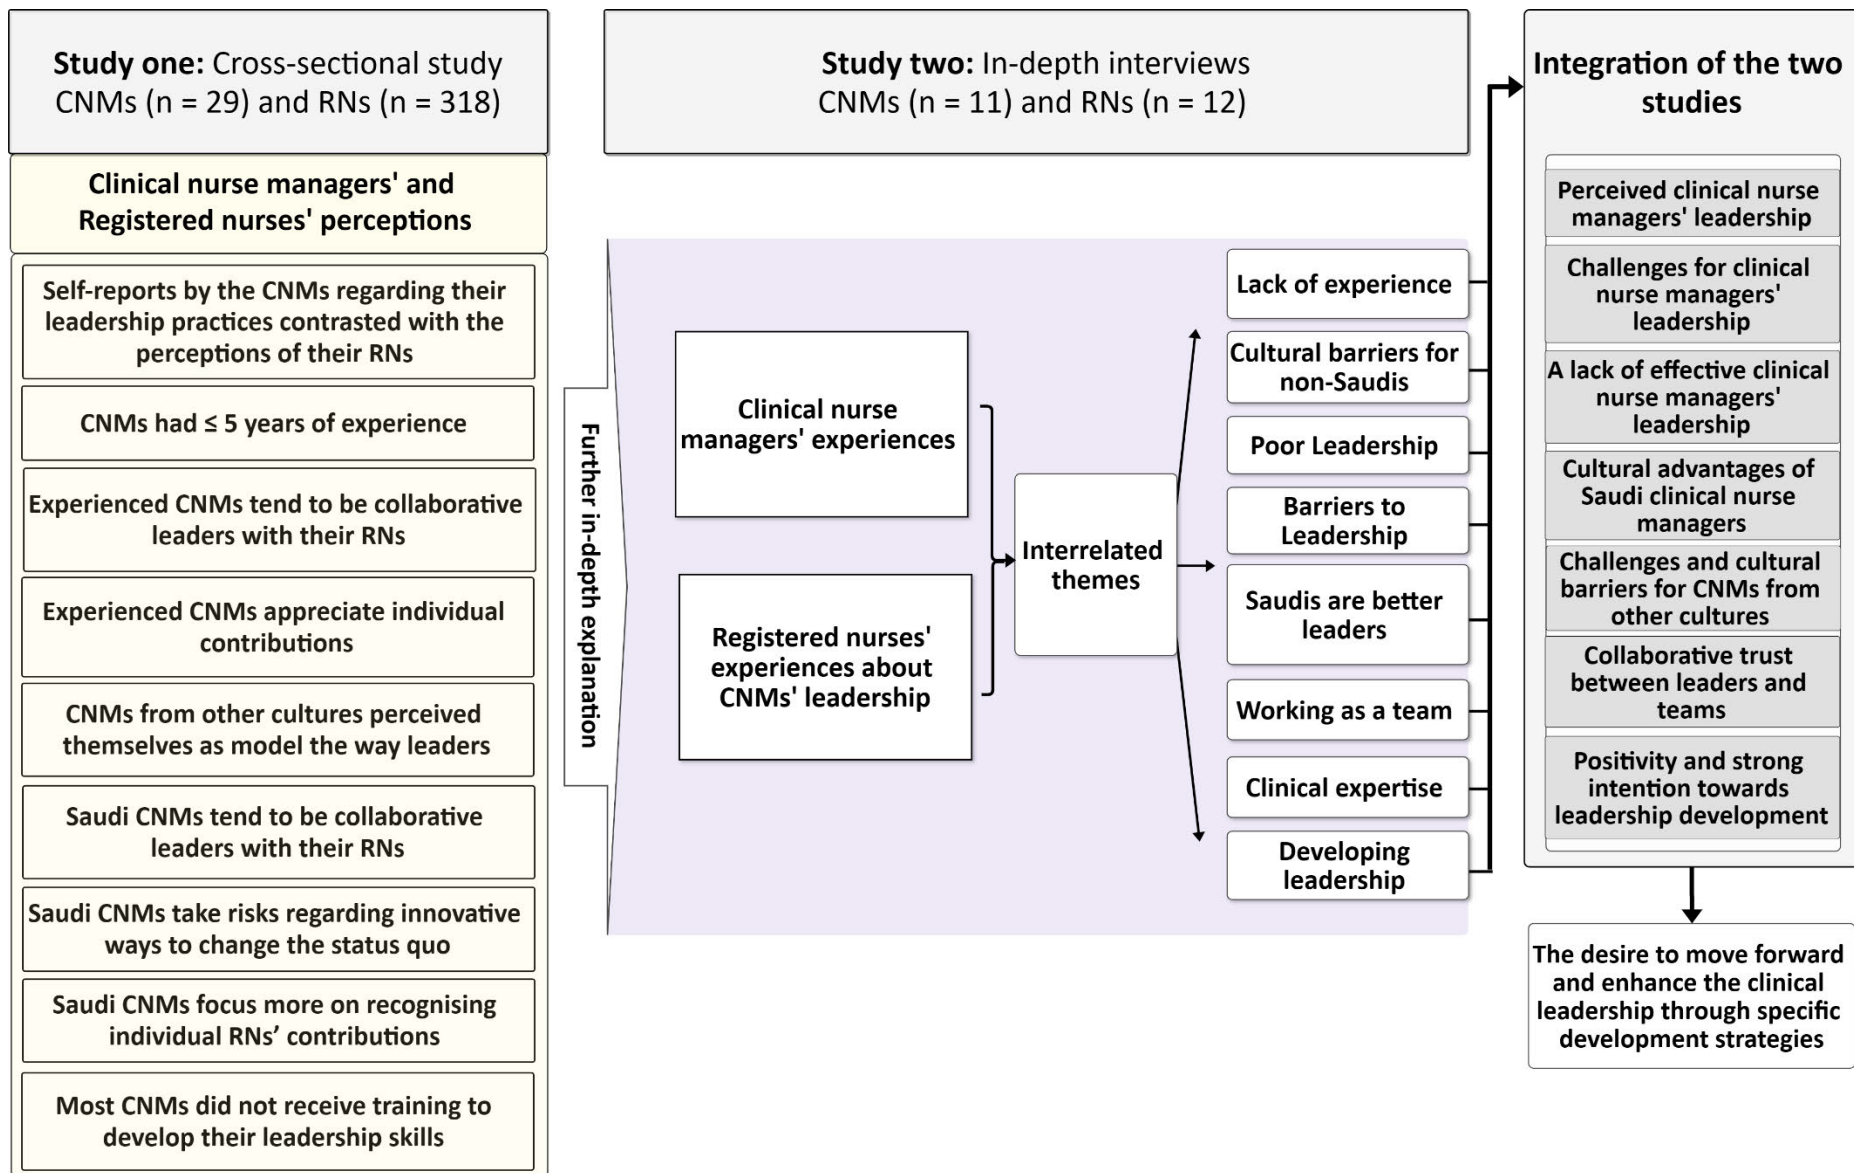 Study one: Cross-sectional study
CNMs (n = 29) and RNs (n = 318)
Clinical nurse managers' and
Registered nurses' perceptions
Self-reports by the CNMs regarding their
leadership practices contrasted with the
perceptions of their RNs
CNMs had ≤ 5 years of experience
Experienced CNMs tend to be collaborative
leaders with their RNs
Experienced CNMs appreciate individual
contributions
CNMs from other cultures perceived
themselves as model the way leaders
Saudi CNMs tend to be collaborative
leaders with their RNs
Saudi CNMs take risks regarding innovative
ways to change the status quo
Saudi CNMs focus more on recognising
individual RNs’ contributions
Most CNMs did not receive training to
develop their leadership skills
Further in-depth explanation
Study two: In-depth interviews
CNMs (n = 11) and RNs (n = 12)
Clinical nurse
managers' experiences
Registered nurses'
experiences about
CNMs' leadership
Interrelated
themes
Lack of experience
Cultural barriers for
non-Saudis
Poor Leadership
Barriers to
Leadership
Saudis are better
leaders
Working as a team
Clinical expertise
Developing
leadership
Integration of the two
studies
Perceived clinical nurse
managers' leadership
Challenges for clinical
nurse managers'
leadership
A lack of effective clinical
nurse managers'
leadership
Cultural advantages of
Saudi clinical nurse
managers
Challenges and cultural
barriers for CNMs from
other cultures
Collaborative trust
between leaders and
teams
Positivity and strong
intention towards
leadership development
The desire to move forward
and enhance the clinical
leadership through specific
development strategies